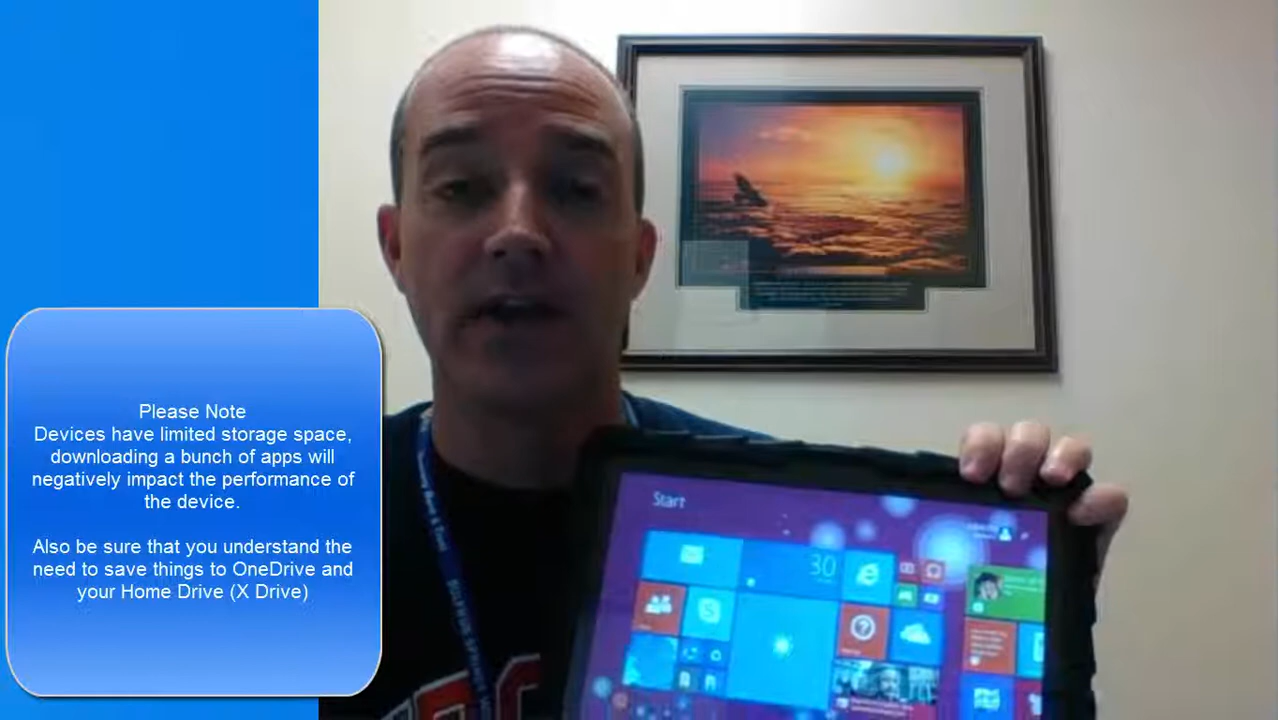 Please Note
Devices have limited storage space,
downloading a bunch of apps will
negatively impact the performance of
the device.
Also be sure that you understand the
need to save things to OneDrive and
your Home Drive (X Drive)
Start
30